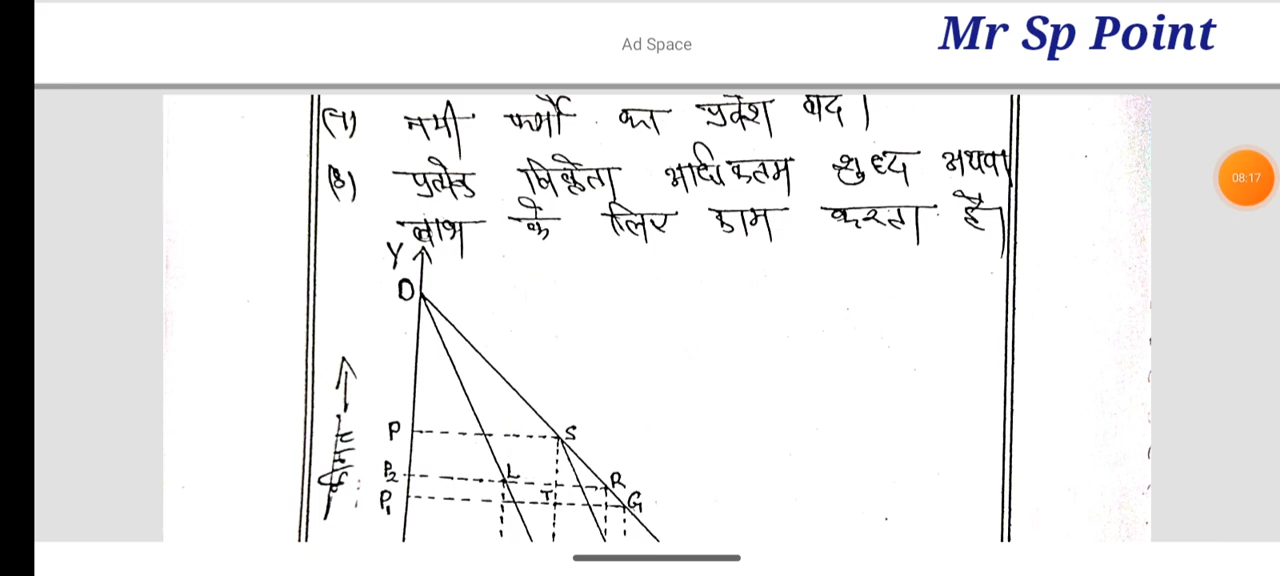 Ad Space
Mr Sp Point
(7) नयी फर्मों का प्रवेश बंद।
(8) प्रत्येक विक्रेता अधिकतम शुध्द अथवा
लाभ के लिए काम करता है।
08:17
Y
D
P
S
P2
L
R
P1
T
G
कीमत